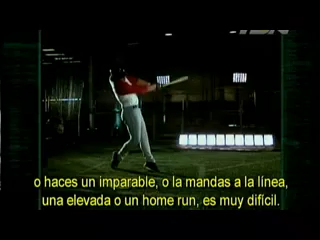 o haces un imparable, o la mandas a la línea,
una elevada o un home run, es muy difícil.